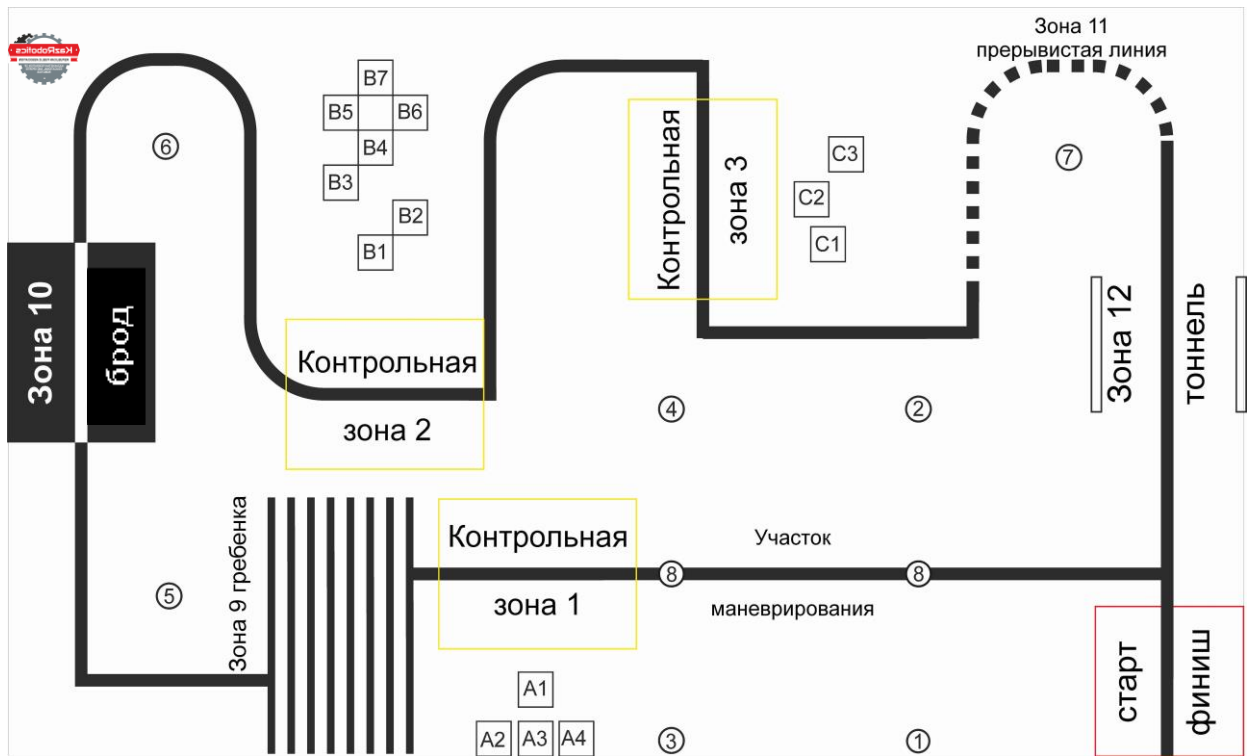 KazRobotics
Зона 11
прерывистая линия
B7
B5
B6
B4
B3
B2
B1
6
Контрольная
зона 3
C3
C2
C1
7
Зона 10
брод
Контрольная
зона 2
4
2
Зона 12
тоннель
Зона 9 гребенка
Контрольная
зона 1
5
8
8
Участок
маневрирования
A1
A2
A3
A4
3
1
старт
финиш